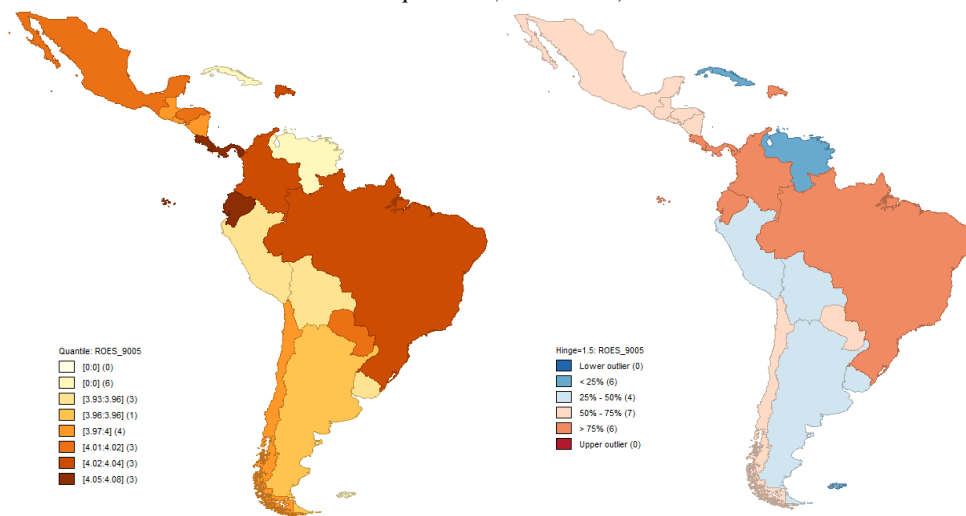 Quantile: ROES_9005
[0:0] (0)
[0:0] (6)
[3.93:3.96] (3)
[3.96:3.96] (1)
[3.97:4] (4)
[4.01:4.02] (3)
[4.02:4.04] (3)
[4.05:4.08] (3)
Hinge=1.5: ROES_9005
Lower outlier (0)
< 25% (6)
25% - 50% (4)
50% - 75% (7)
> 75% (6)
Upper outlier (0)